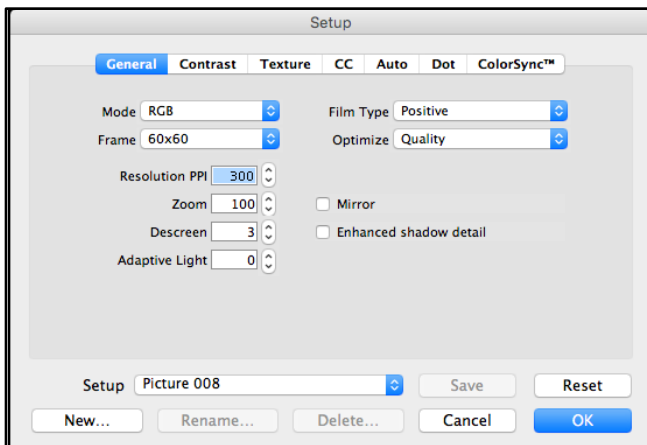 Setup
General Contrast Texture CC Auto Dot ColorSync™
Mode RGB Film Type Positive
Frame 60x60 Optimize Quality
Resolution PPI 300
Zoom 100 Mirror
Descreen 3 Enhanced shadow detail
Adaptive Light 0
Setup Picture 008 Save Reset
New... Rename... Delete... Cancel OK